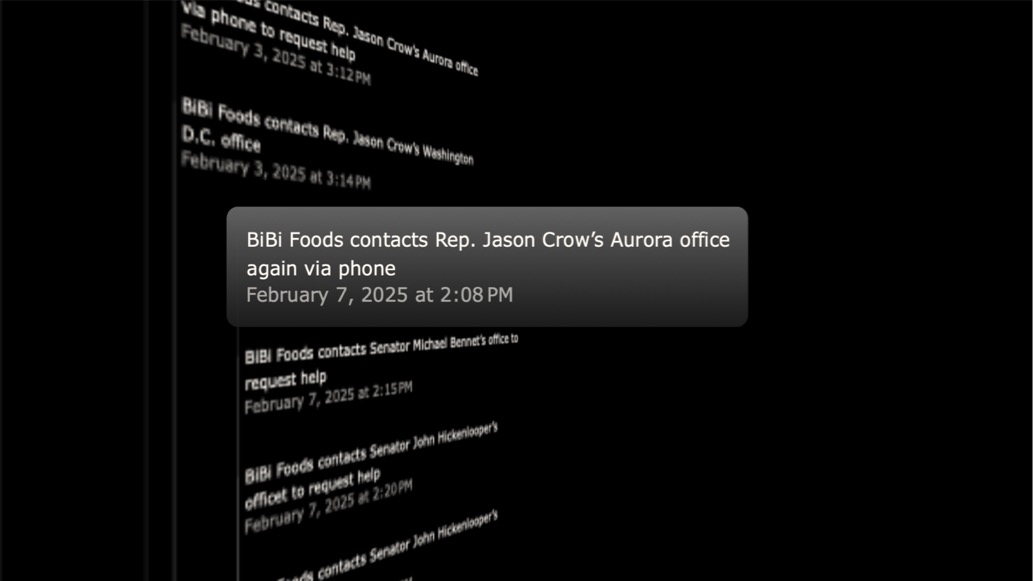 contacts Rep. Jason Crow’s Aurora office
via phone to request help
February 3, 2025 at 3:12 PM
BiBi Foods contacts Rep. Jason Crow’s Washington
D.C. office
February 3, 2025 at 3:14 PM
BiBi Foods contacts Rep. Jason Crow’s Aurora office
again via phone
February 7, 2025 at 2:08 PM
BiBi Foods contacts Senator Michael Bennet’s office to
request help
February 7, 2025 at 2:15 PM
BiBi Foods contacts Senator John Hickenlooper’s
officet to request help
February 7, 2025 at 2:20 PM
contacts Senator John Hickenlooper’s